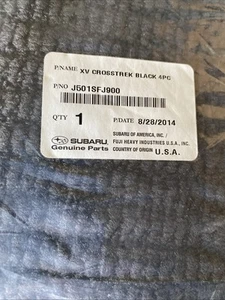 P/NAME XV CROSSTREK BLACK 4PC
P/NO J501SFJ900
QTY 1 P/DATE 8/28/2014
SUBARU
Genuine Parts
SUBARU OF AMERICA, INC. /
FUJI HEAVY INDUSTRIES U.S.A., INC.
COUNTRY OF ORIGIN U.S.A.